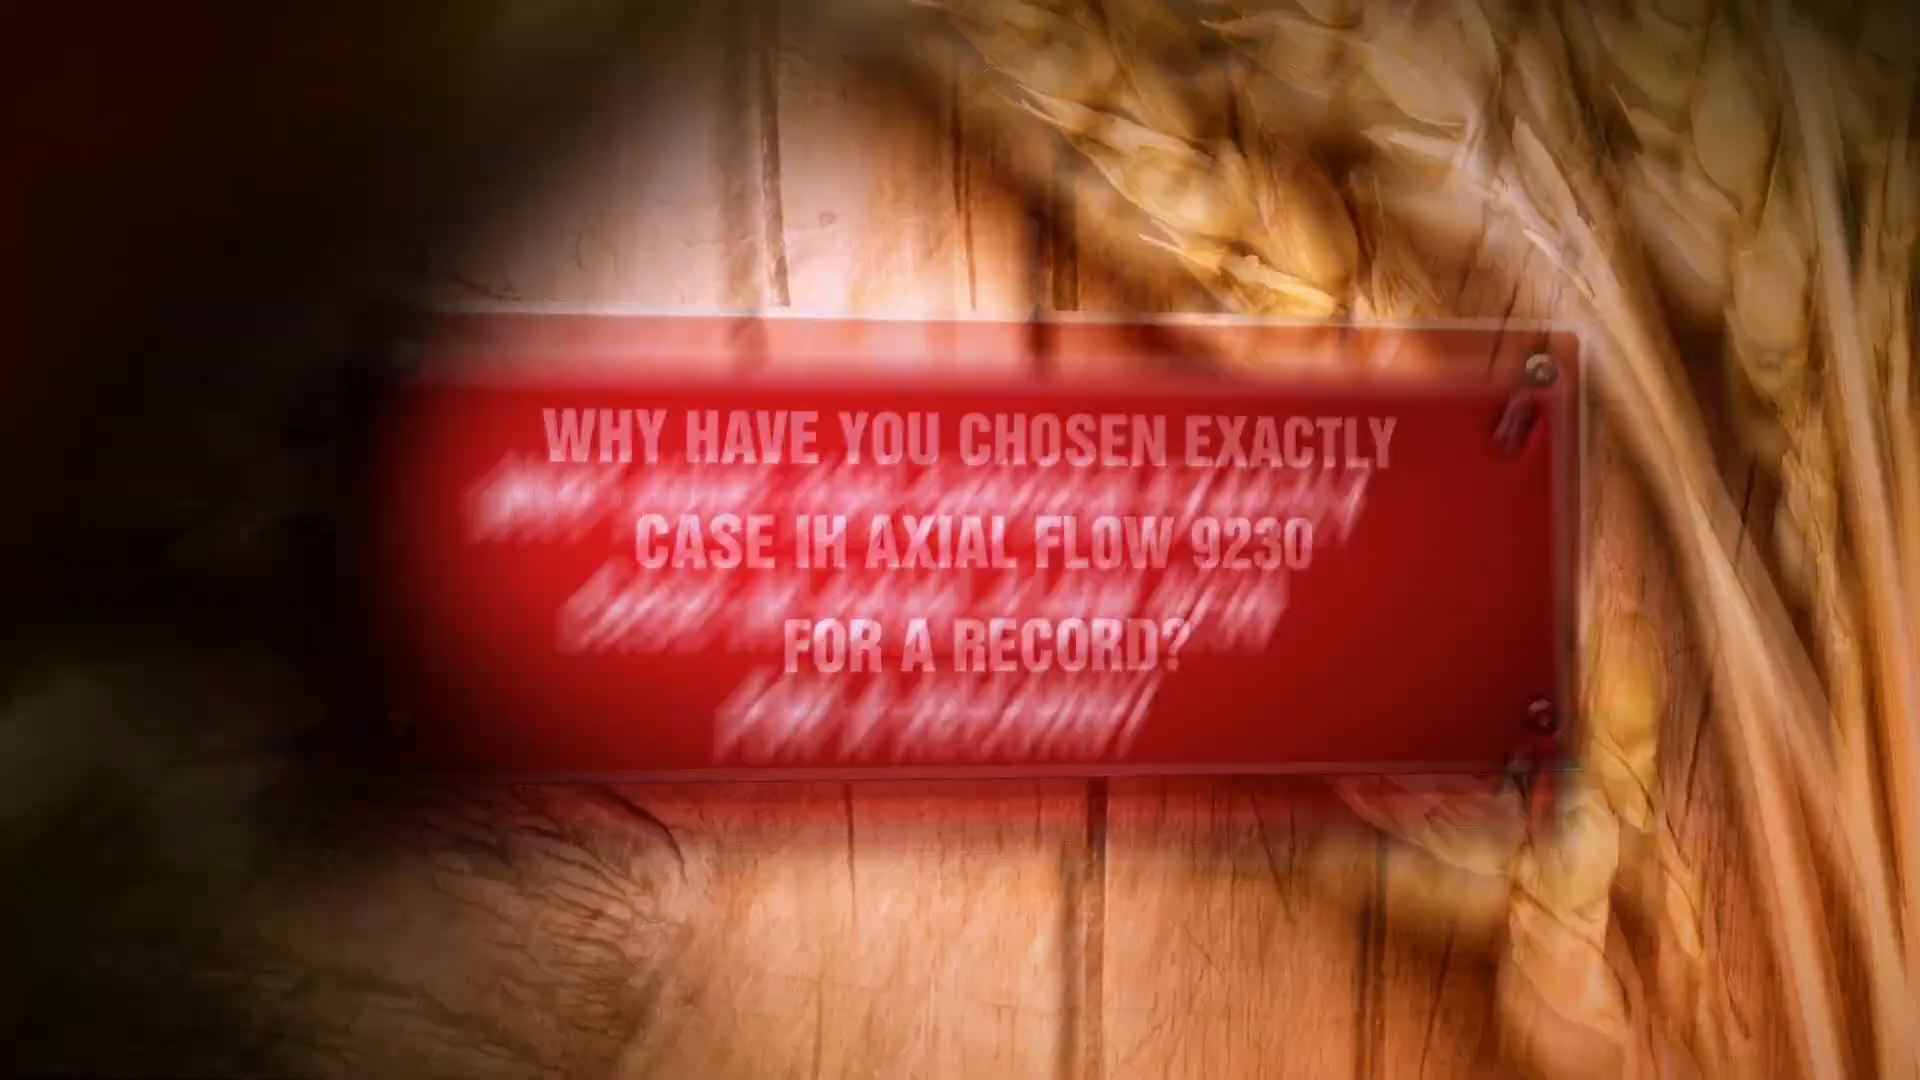 WHY HAVE YOU CHOSEN EXACTLY
CASE IH AXIAL FLOW 9230
FOR A RECORD?